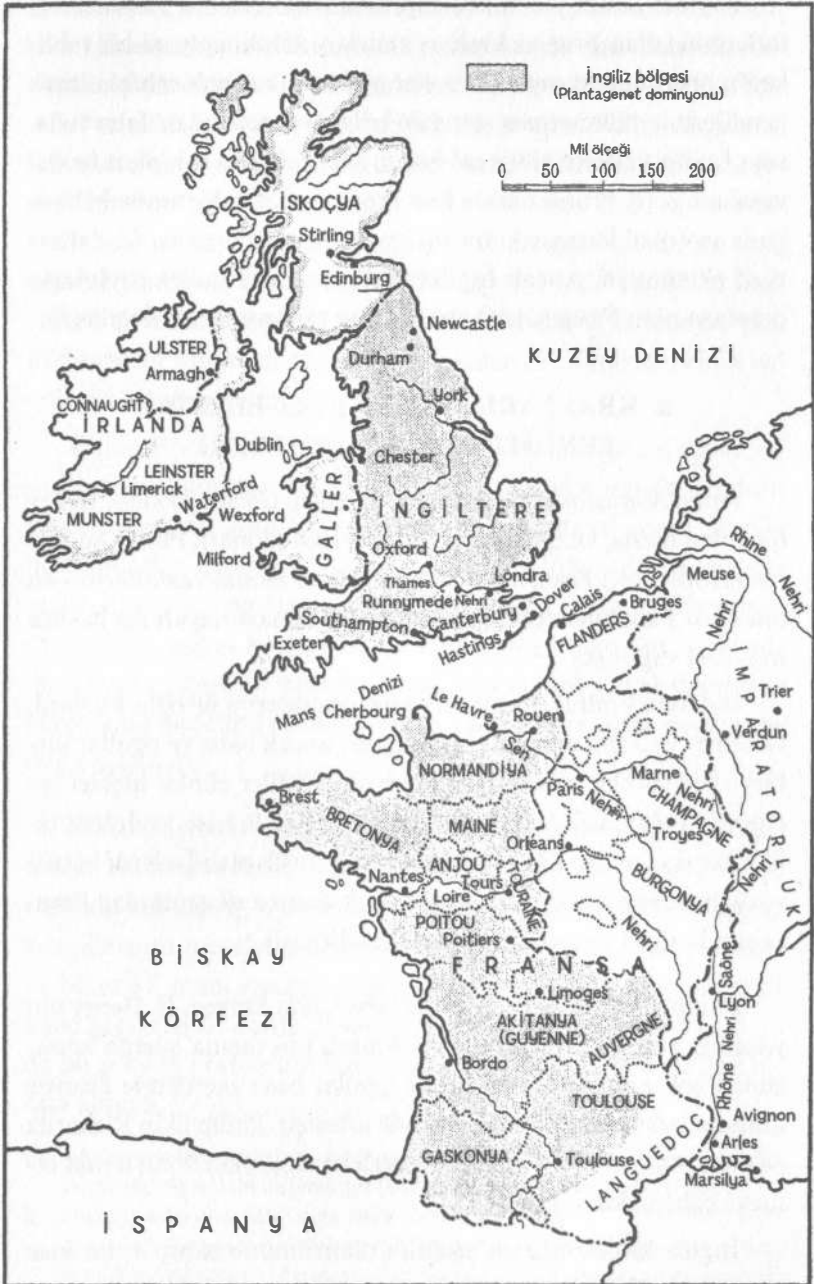 İngiliz bölgesi
(Plantagenet dominyonu)
Mil ölçeği
0 50 100 150 200
İSKOÇYA
Stirling
Edinburg
Newcastle
KUZEY DENİZİ
Durham
ULSTER
Armagh
York
CONNAUGHT
İRLANDA
Dublin
Chester
LEINSTER
Limerick
Waterford
GALLER
İNGİLTERE
MUNSTER
Wexford
Oxford
Milford
Thames
Nehri
Londra
Runnymede
Rhine
Nehri
Meuse
Nehri
Southampton
Canterbury
Dover
Calais
Bruges
Exeter
Hastings
FLANDERS
İMPARATORLUK
Manş Denizi
Cherbourg
Le Havre
Rouen
Sen
Nehri
Trier
Verdun
NORMANDİYA
Paris
Marne
Nehri
CHAMPAGNE
Brest
BRETONYA
MAINE
Troyes
Orléans
ANJOU
Nantes
Tours
TOURAINE
BURGONYA
Nehri
Loire
Nehri
POITOU
Poitiers
Saône
BİSKAY
FRANSA
Limoges
Lyon
KÖRFEZİ
AKİTANYA
(GUYENNE)
AUVERGNE
Bordo
Rhône Nehri
TOULOUSE
Avignon
GASKONYA
Toulouse
LANGUEDOC
Arles
Marsilya
İSPANYA